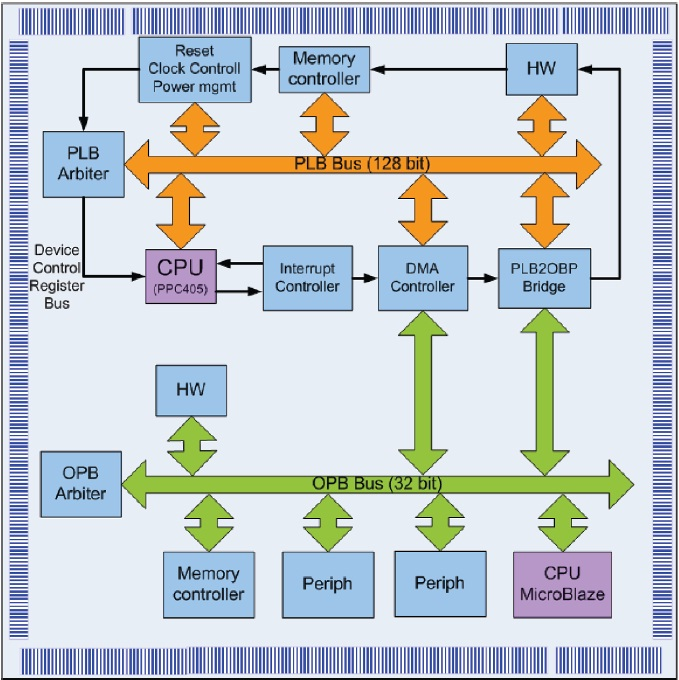 Reset
Clock Controll
Power mgmt
Memory
controller
HW
PLB
Arbiter
PLB Bus (128 bit)
Device
Control
Register
Bus
CPU
(PPC405)
Interrupt
Controller
DMA
Controller
PLB2OBP
Bridge
HW
OPB
Arbiter
OPB Bus (32 bit)
Memory
controller
Periph
Periph
CPU
MicroBlaze